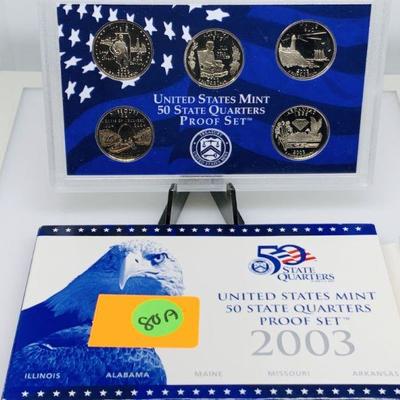 UNITED STATES MINT
50 STATE QUARTERS
PROOF SET™
50
STATE
QUARTERS
UNITED STATES MINT
50 STATE QUARTERS
PROOF SET™
2003
80A
ILLINOIS ALABAMA MAINE MISSOURI ARKANSAS